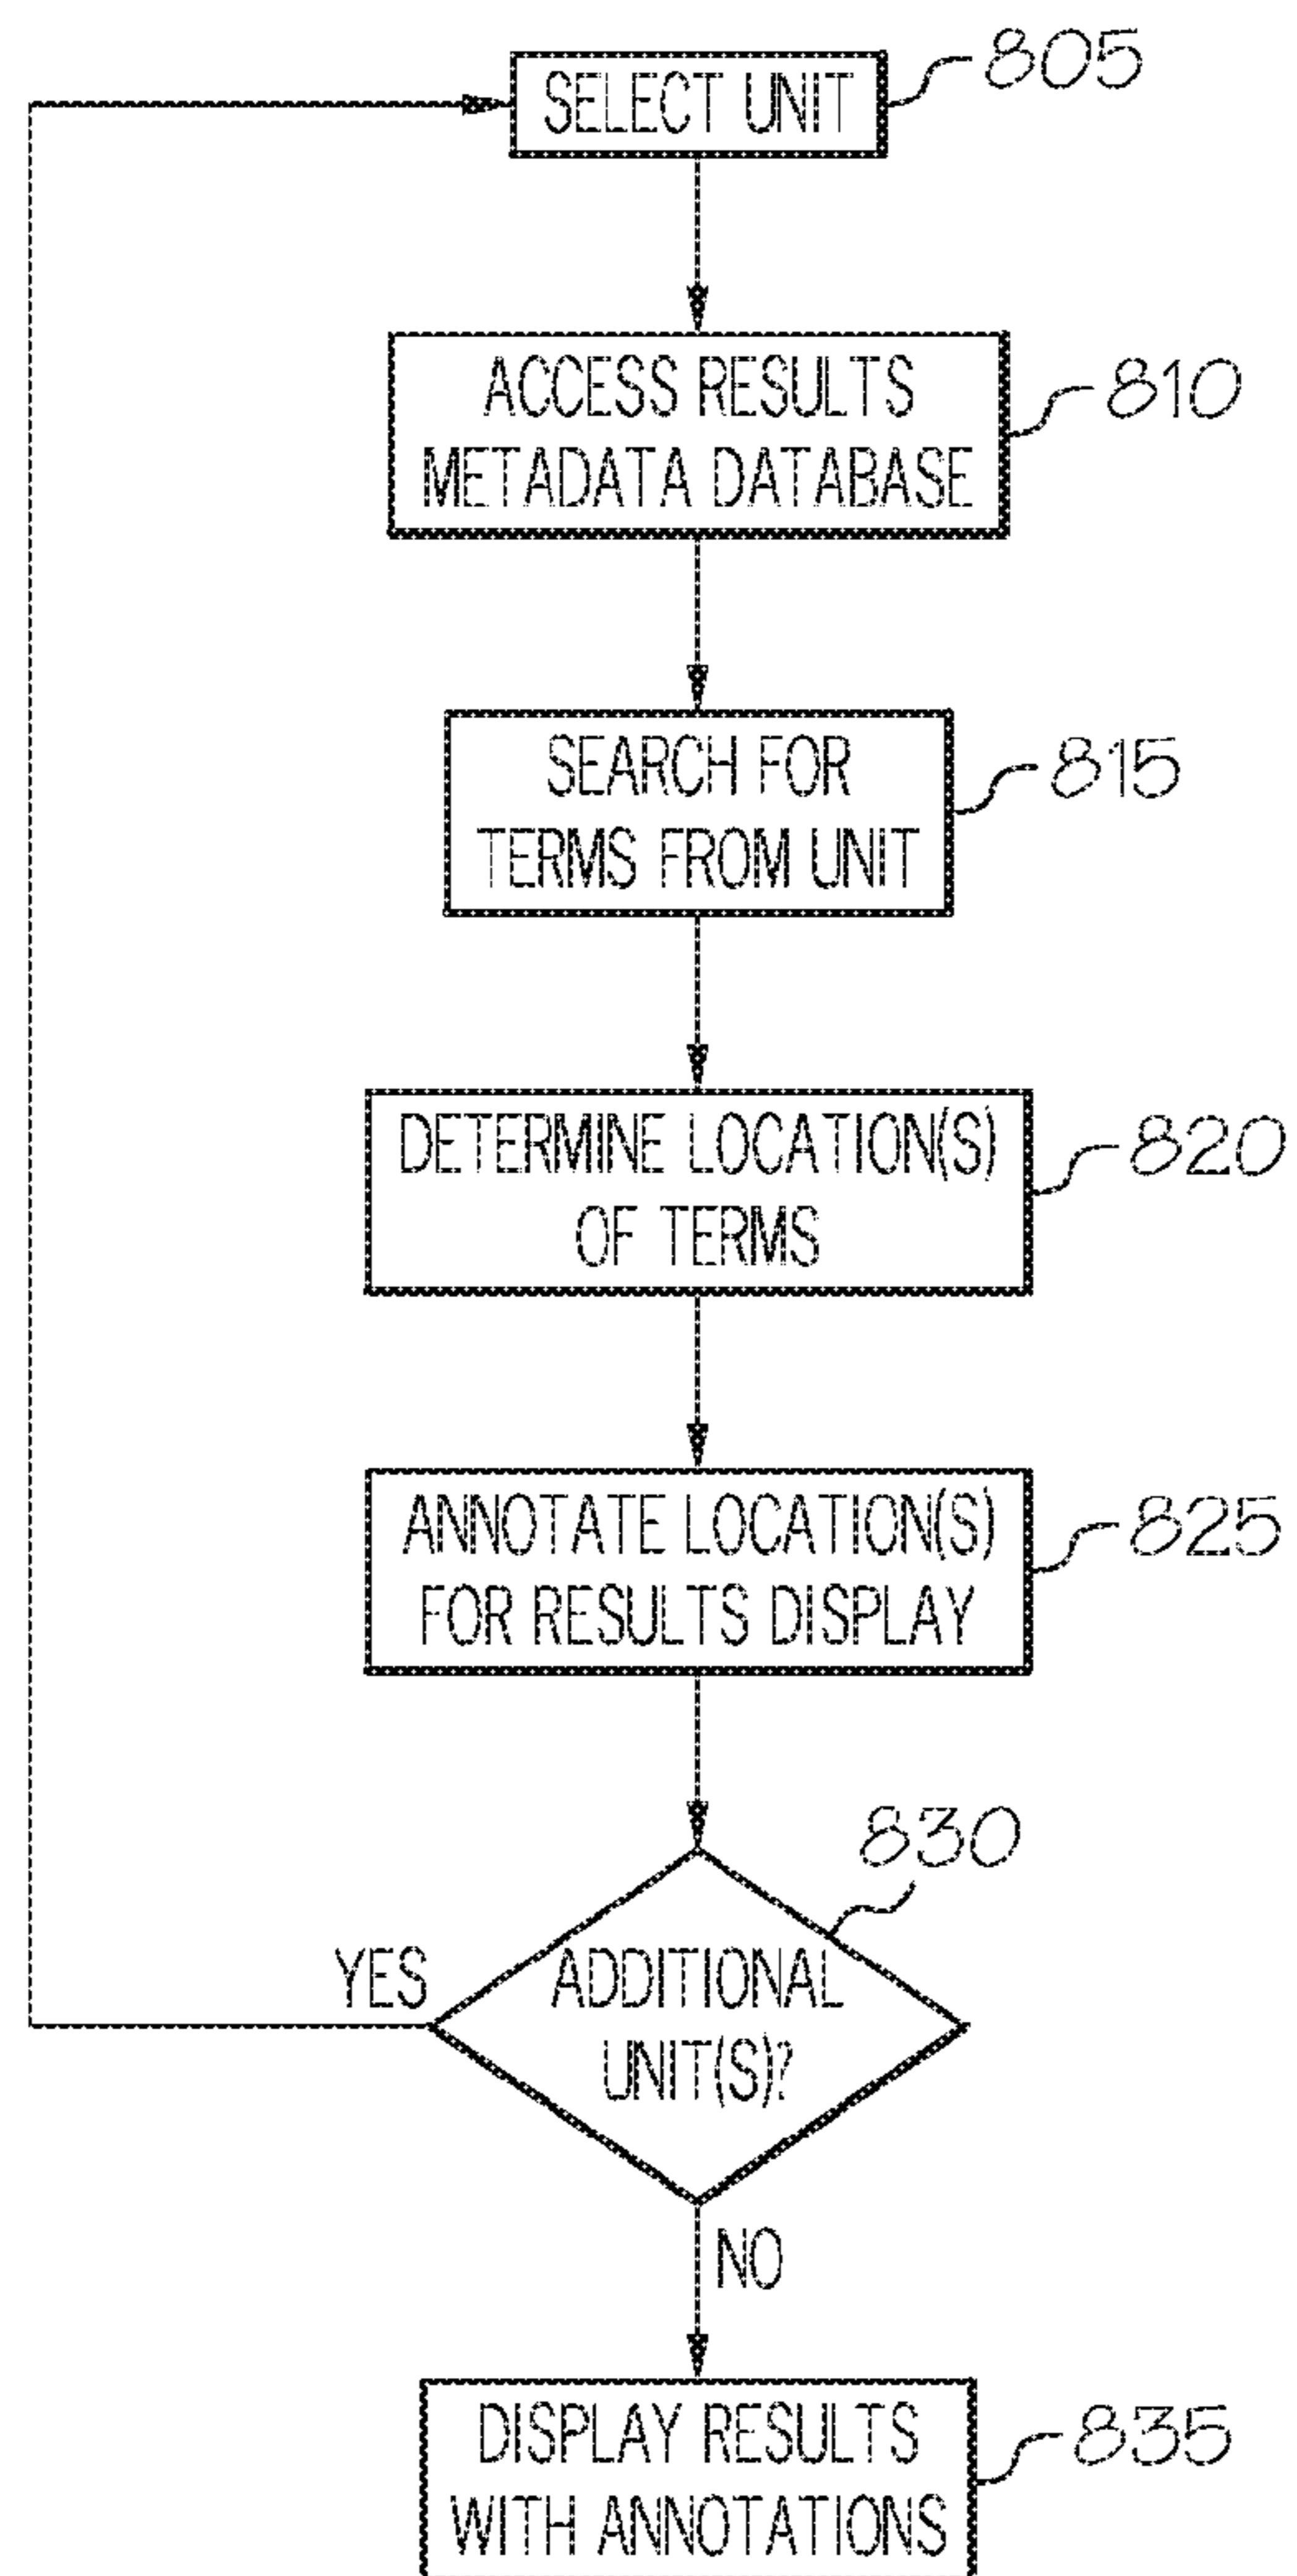 SELECT UNIT
805
ACCESS RESULTS
METADATA DATABASE
810
SEARCH FOR
TERMS FROM UNIT
815
DETERMINE LOCATION(S)
OF TERMS
820
ANNOTATE LOCATION(S)
FOR RESULTS DISPLAY
825
830
YES
ADDITIONAL
UNIT(S)?
NO
DISPLAY RESULTS
WITH ANNOTATIONS
835